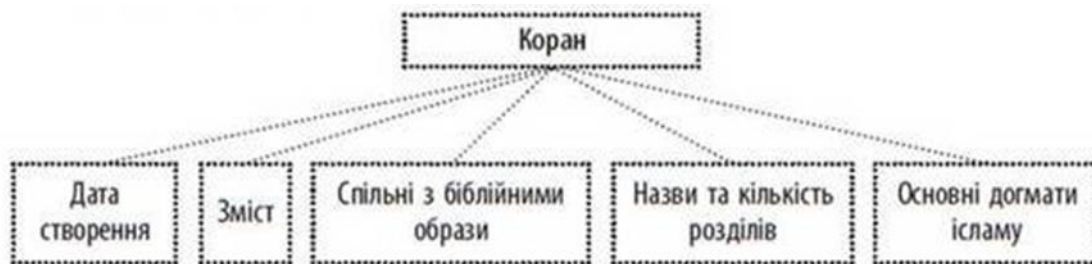 Коран
Дата
створення
Зміст
Спільні з біблійними
образи
Назви та кількість
розділів
Основні догмати
ісламу